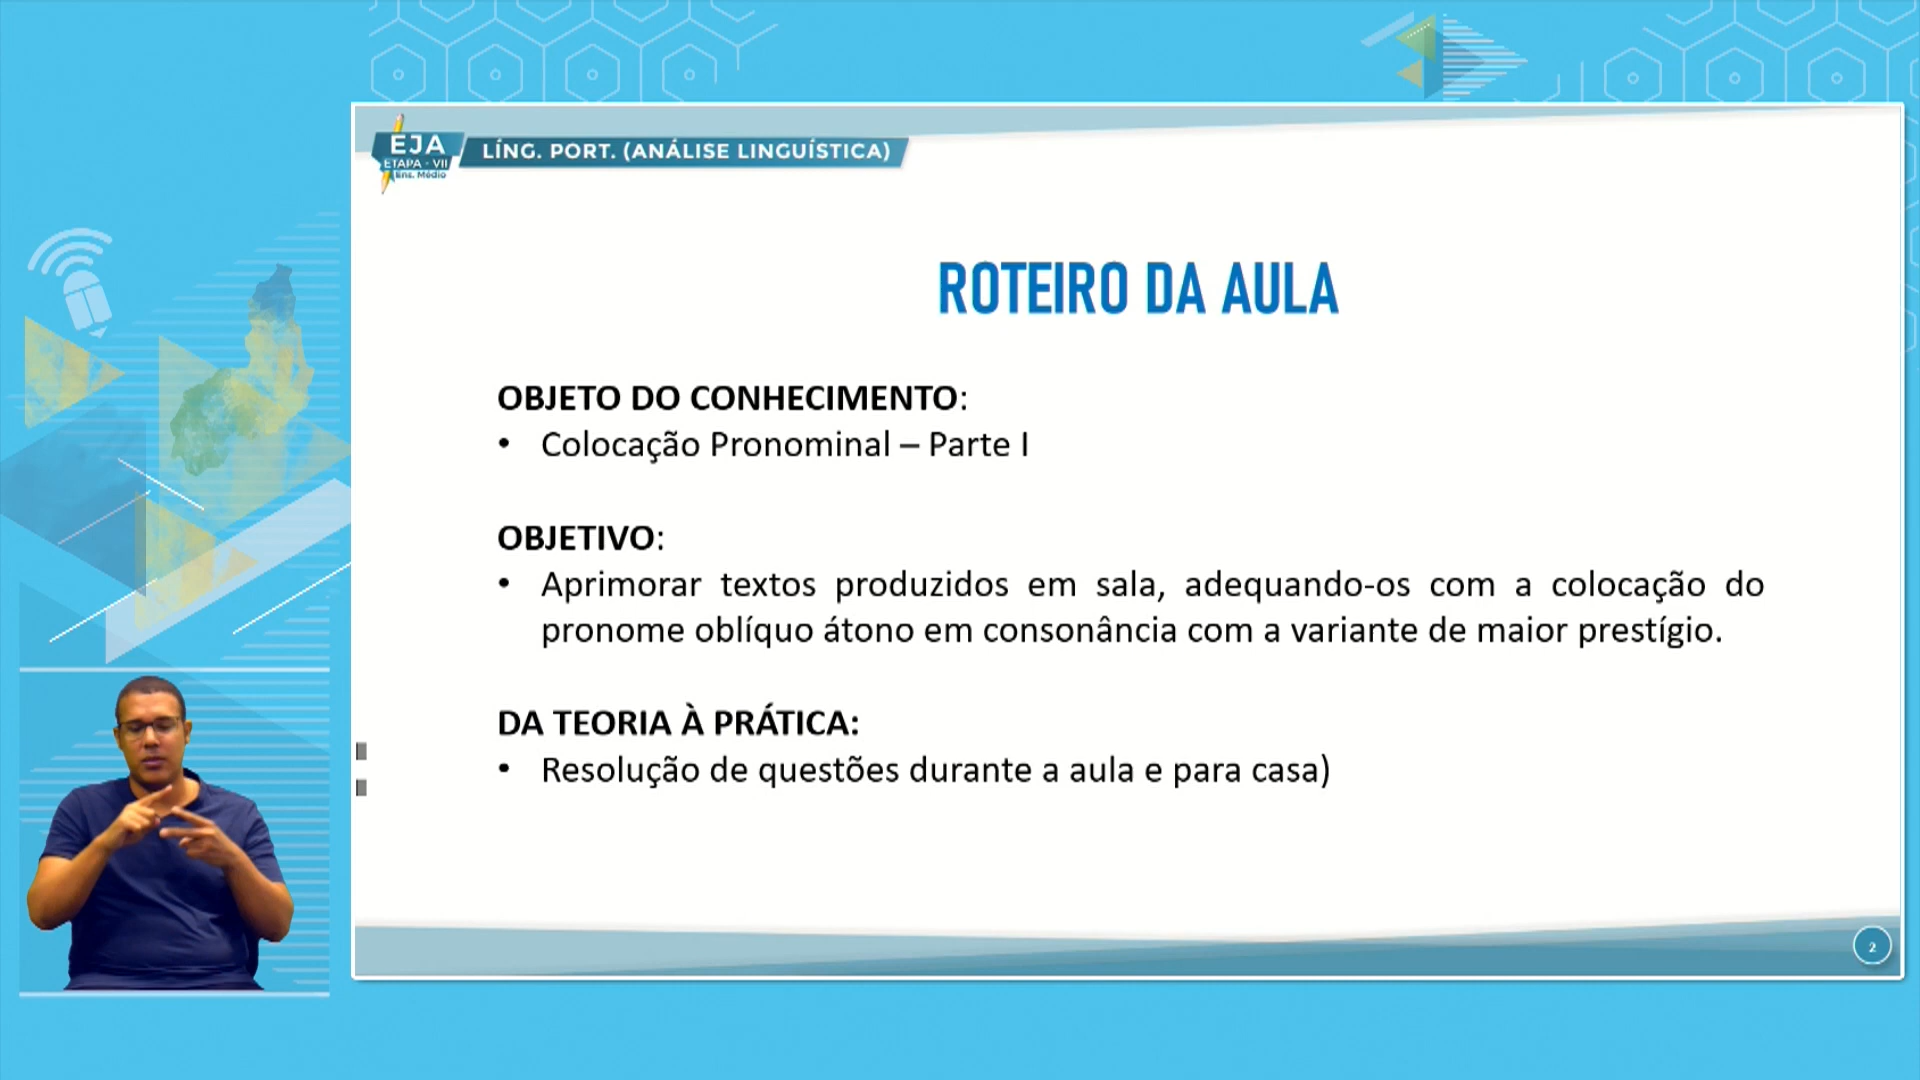 EJA
ETAPA - VII
Ens. Médio
LÍNG. PORT. (ANÁLISE LINGUÍSTICA)
ROTEIRO DA AULA
OBJETO DO CONHECIMENTO:
• Colocação Pronominal – Parte I
OBJETIVO:
• Aprimorar textos produzidos em sala, adequando-os com a colocação do
pronome oblíquo átono em consonância com a variante de maior prestígio.
DA TEORIA À PRÁTICA:
• Resolução de questões durante a aula e para casa)
2